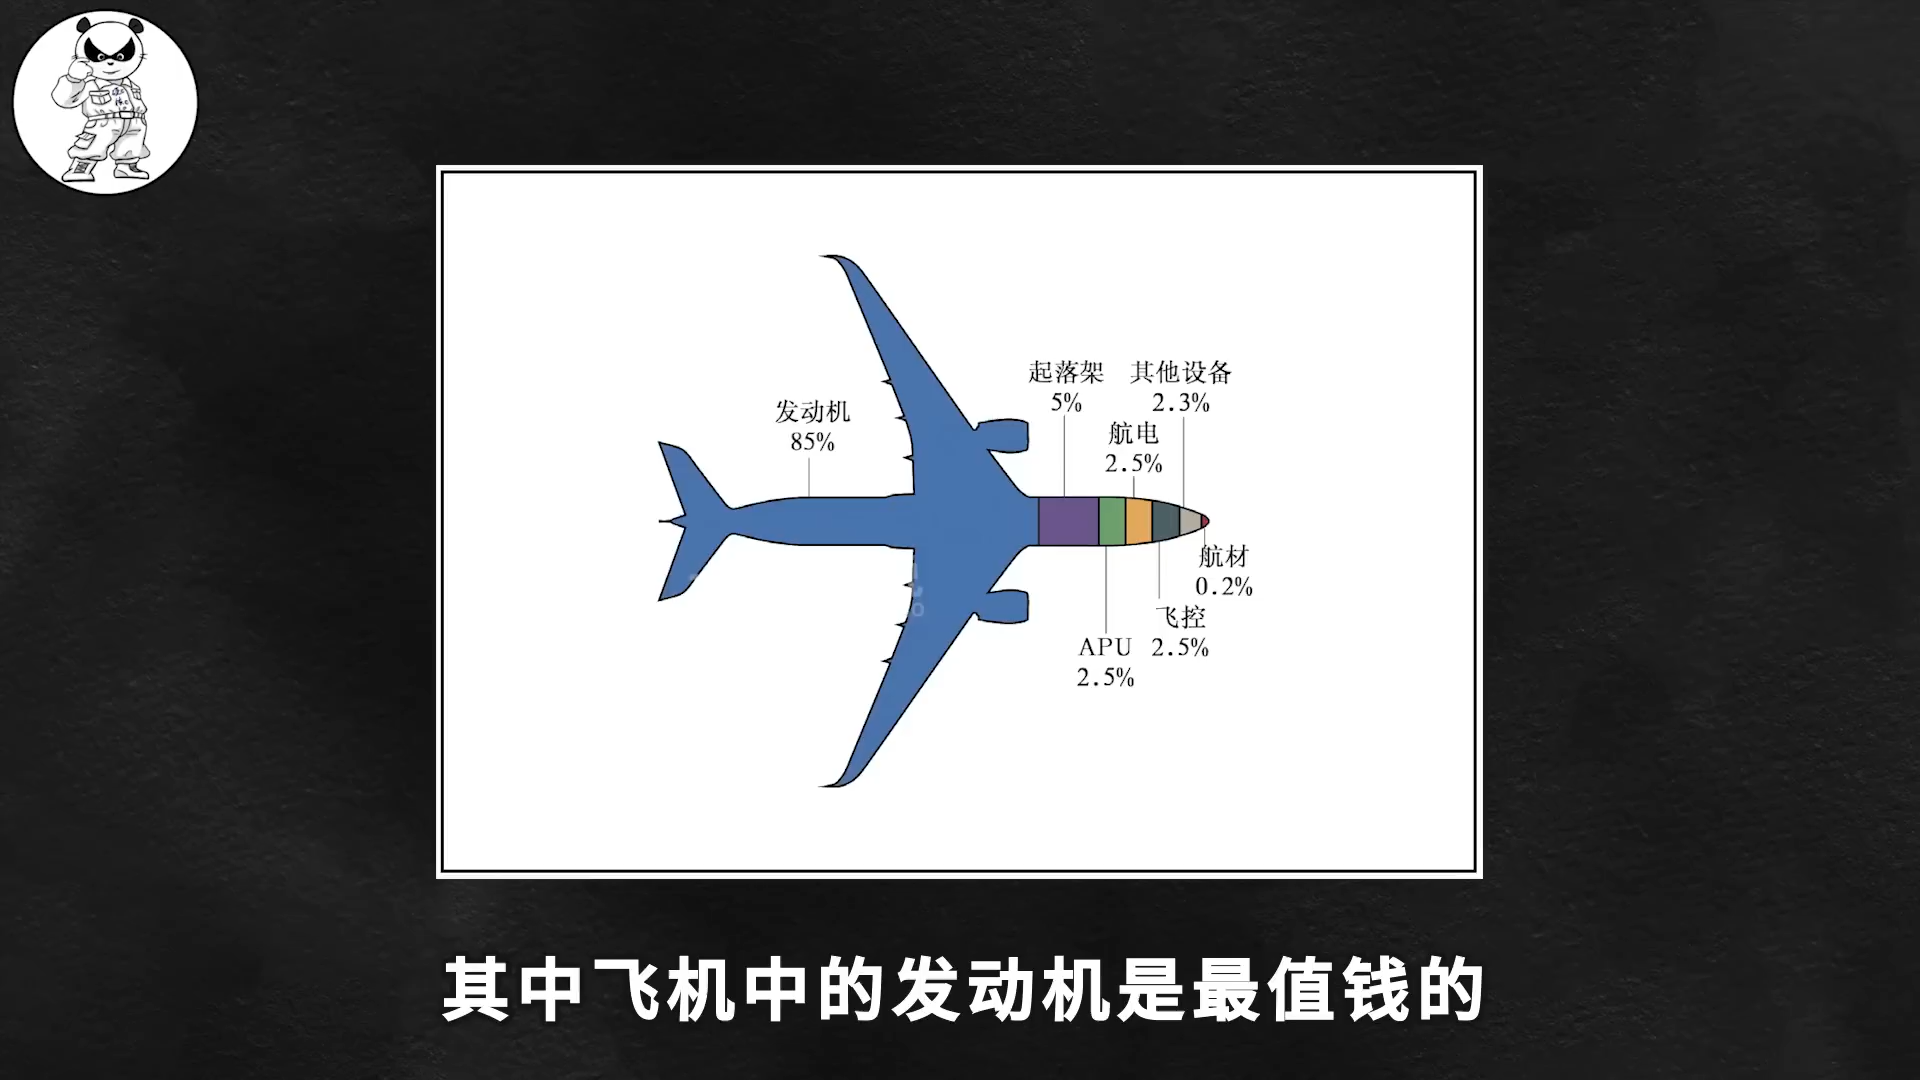 起落架
5%
其他设备
2.3%
发动机
85%
航电
2.5%
航材
0.2%
飞控
2.5%
APU
2.5%
其中飞机中的发动机是最值钱的